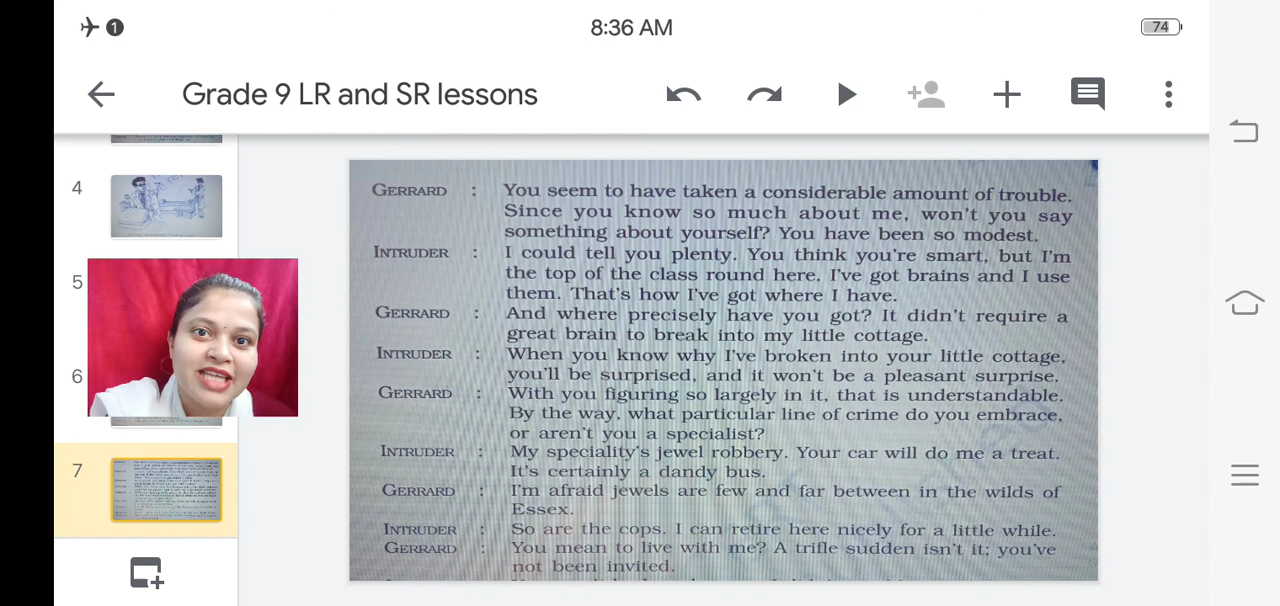 1
8:36 AM
74
Grade 9 LR and SR lessons
4
5
6
7
GERRARD : You seem to have taken a considerable amount of trouble.
Since you know so much about me, won't you say
something about yourself? You have been so modest.
INTRUDER : I could tell you plenty. You think you're smart, but I'm
the top of the class round here. I've got brains and I use
them. That's how I've got where I have.
GERRARD : And where precisely have you got? It didn't require a
great brain to break into my little cottage.
INTRUDER : When you know why I've broken into your little cottage,
you'll be surprised, and it won't be a pleasant surprise.
GERRARD : With you figuring so largely in it, that is understandable.
By the way, what particular line of crime do you embrace,
or aren't you a specialist?
INTRUDER : My speciality's jewel robbery. Your car will do me a treat.
It's certainly a dandy bus.
GERRARD : I'm afraid jewels are few and far between in the wilds of
Essex.
INTRUDER : So are the cops. I can retire here nicely for a little while.
GERRARD : You mean to live with me? A trifle sudden isn't it; you've
not been invited.